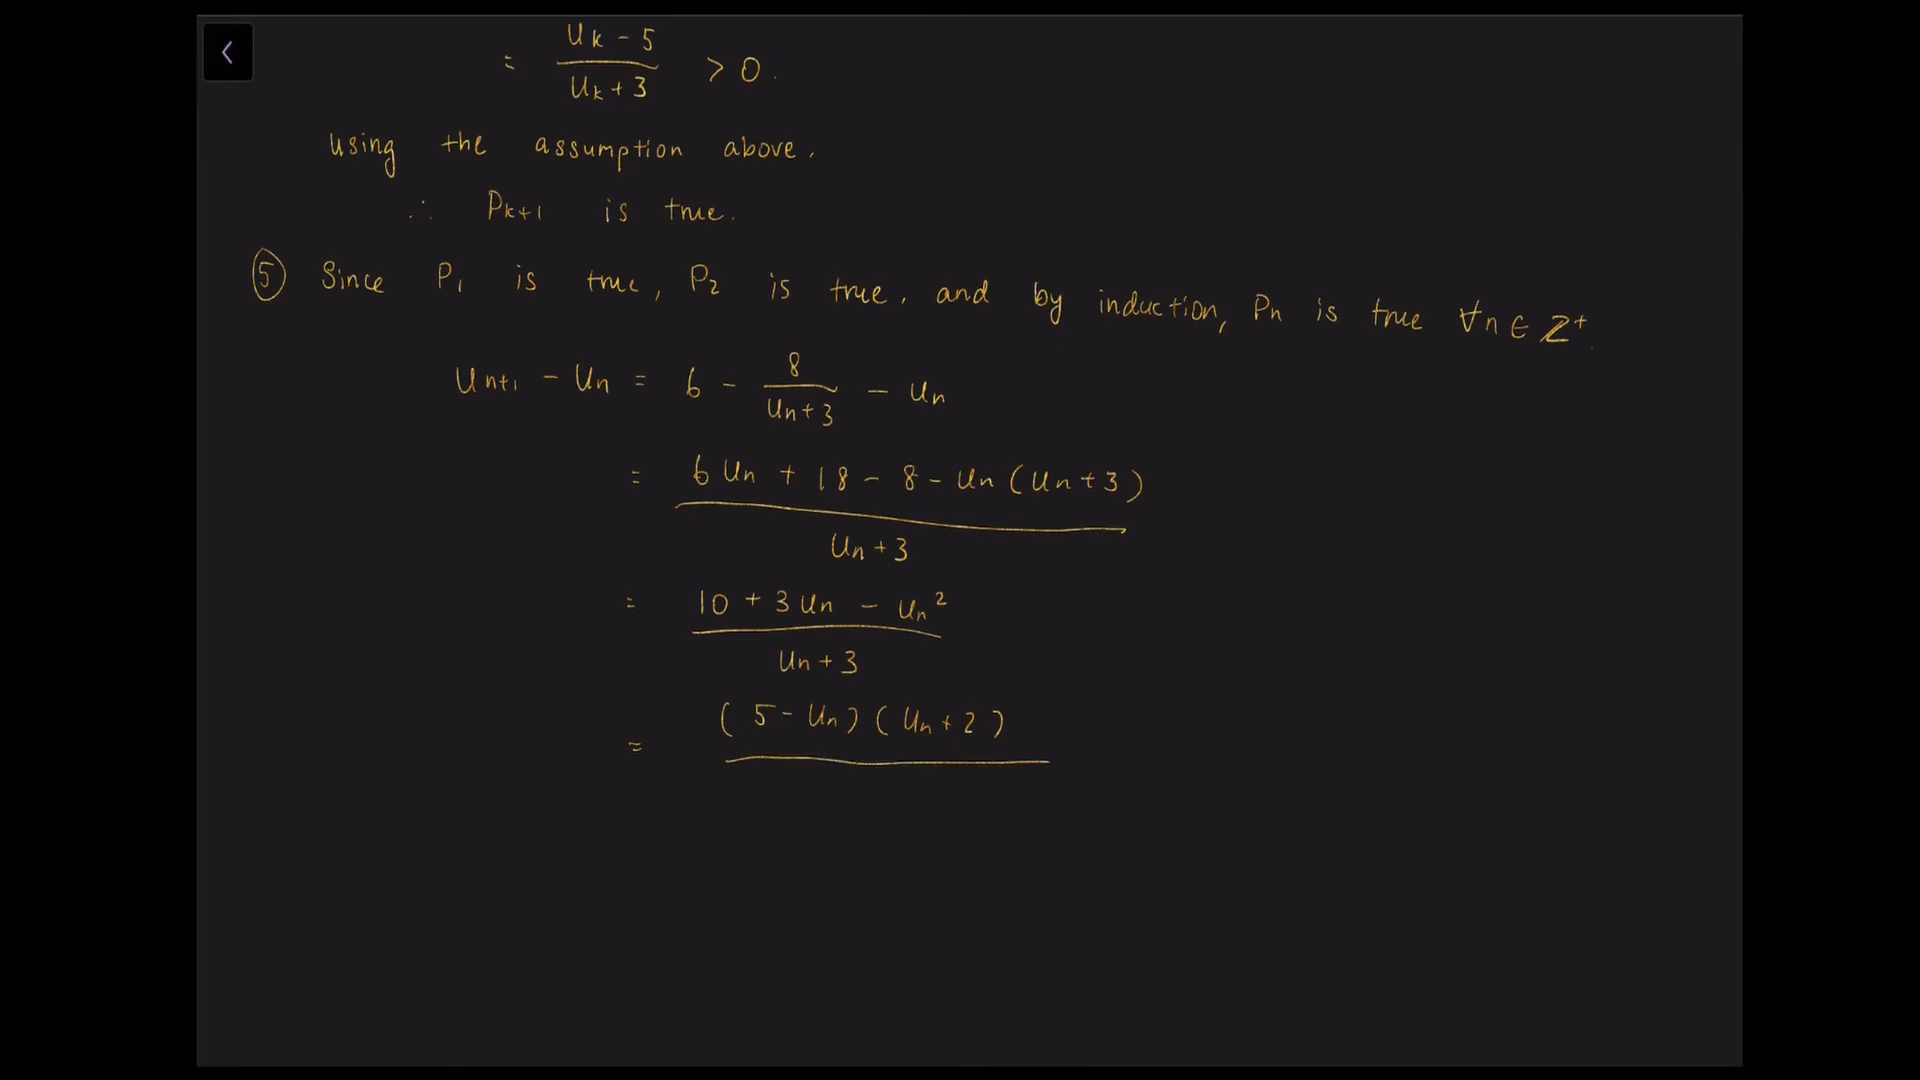 = (Uk - 5)/(Uk + 3) > 0.
using the assumption above.
∴ Pk+1 is true.
⑤ Since P1 is true, P2 is true, and by induction, Pn is true ∀n ∈ Z⁺.
Un+1 - Un = 6 - 8/(Un + 3) - Un
= (6Un + 18 - 8 - Un(Un + 3))/(Un + 3)
= (10 + 3Un - Un²)/(Un + 3)
= (5 - Un)(Un + 2)